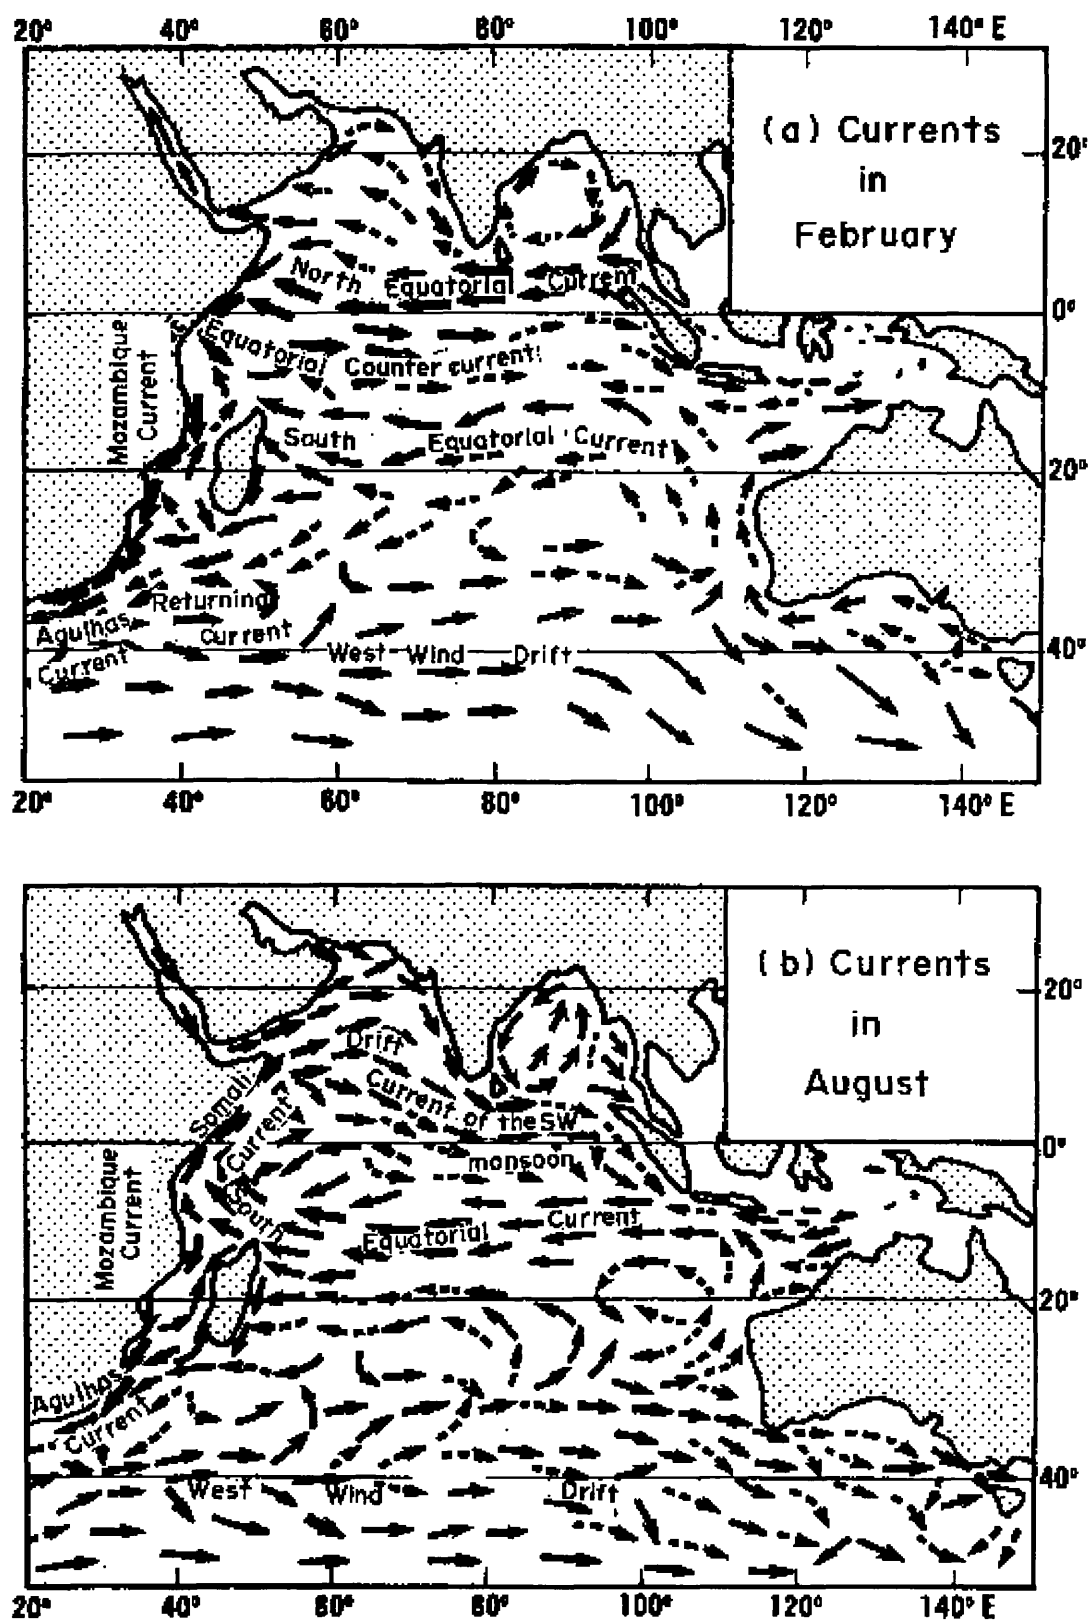 20° 40° 60° 80° 100° 120° 140° E
(a) Currents
in
February
20°
North
Equatorial Current
0°
Equatorial
Counter current
Mozambique
Current
South Equatorial Current
20°
Returning
Agulhas
Current
Current
West Wind Drift
40°
20° 40° 60° 80° 100° 120° 140° E
(b) Currents
in
August
20°
Drift
Somali
Current
Current of the SW
monsoon
0°
Mozambique
Current
South
Equatorial Current
20°
Agulhas
Current
West Wind Drift
40°
20° 40° 60° 80° 100° 120° 140° E